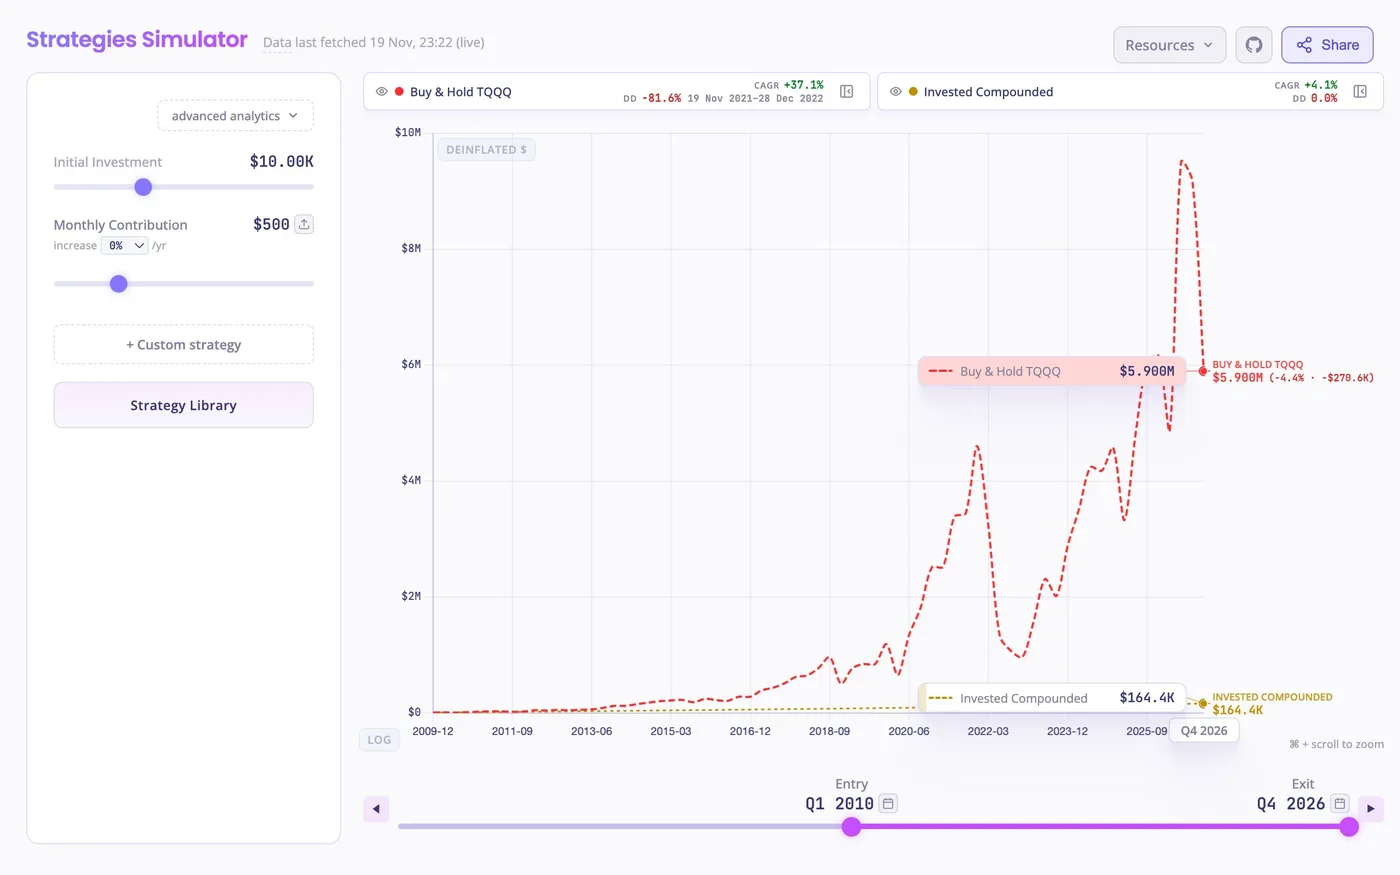 Strategies Simulator
Data last fetched 19 Nov, 23:22 (live)
Resources
Share
advanced analytics
Initial Investment $10.00K
Monthly Contribution $500
increase 0% /yr
+ Custom strategy
Strategy Library
Buy & Hold TQQQ
CAGR +37.1%
DD -81.6% 19 Nov 2021–28 Dec 2022
Invested Compounded
CAGR +4.1%
DD 0.0%
$10M
DEINFLATED $
$8M
$6M
$4M
$2M
$0
Buy & Hold TQQQ $5.900M
BUY & HOLD TQQQ
$5.900M (-4.4% · -$270.6K)
Invested Compounded $164.4K
INVESTED COMPOUNDED
$164.4K
LOG
2009-12 2011-09 2013-06 2015-03 2016-12 2018-09 2020-06 2022-03 2023-12 2025-09 Q4 2026
⌘ + scroll to zoom
Entry
Q1 2010
Exit
Q4 2026